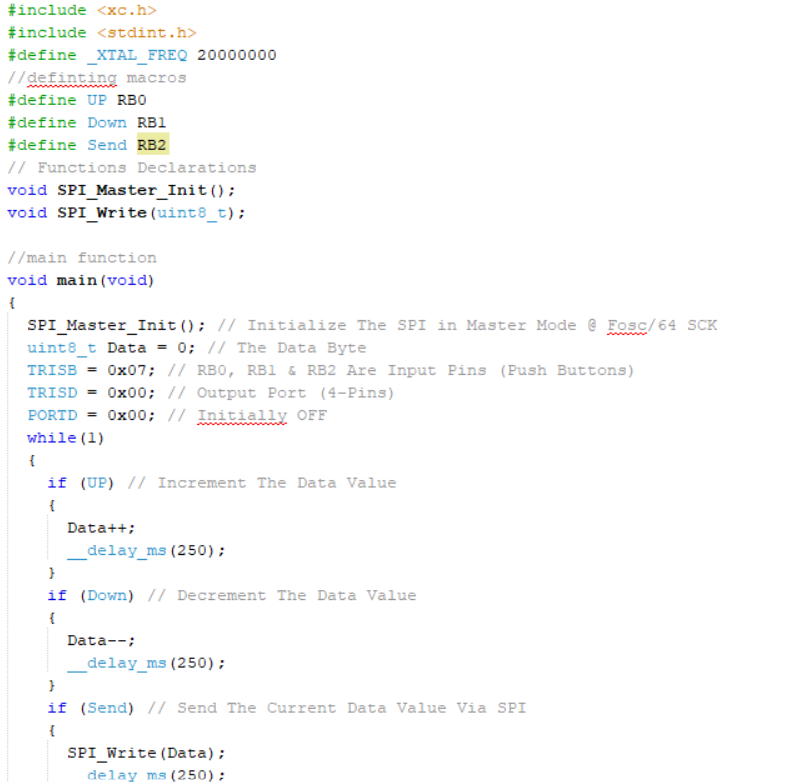 #include <xc.h>
#include <stdint.h>
#define _XTAL_FREQ 20000000
//definting macros
#define UP RB0
#define Down RB1
#define Send RB2
// Functions Declarations
void SPI_Master_Init();
void SPI_Write(uint8_t);
//main function
void main(void)
{
SPI_Master_Init(); // Initialize The SPI in Master Mode @ Fosc/64 SCK
uint8_t Data = 0; // The Data Byte
TRISB = 0x07; // RB0, RB1 & RB2 Are Input Pins (Push Buttons)
TRISD = 0x00; // Output Port (4-Pins)
PORTD = 0x00; // Initially OFF
while(1)
{
if (UP) // Increment The Data Value
{
Data++;
__delay_ms(250);
}
if (Down) // Decrement The Data Value
{
Data--;
__delay_ms(250);
}
if (Send) // Send The Current Data Value Via SPI
{
SPI_Write(Data);
__delay_ms(250);